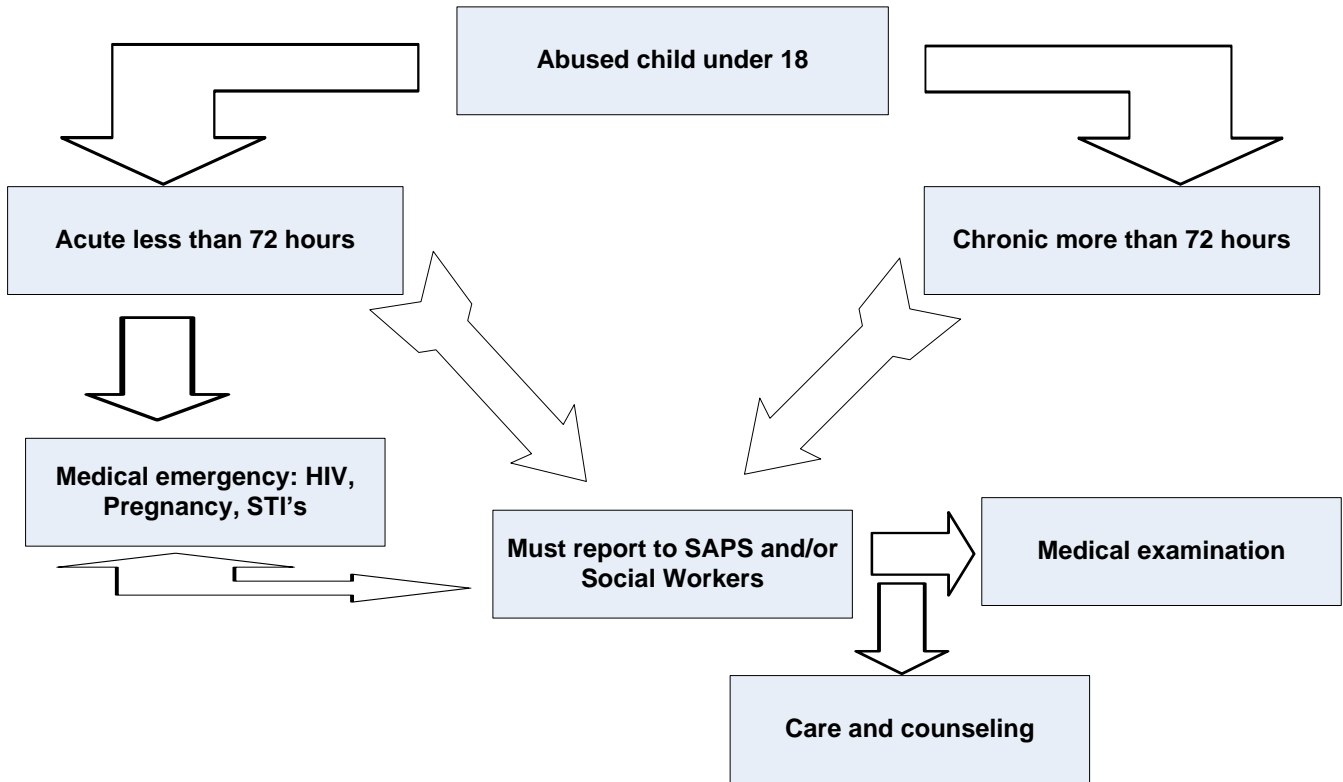 Abused child under 18
Acute less than 72 hours
Chronic more than 72 hours
Medical emergency: HIV,
Pregnancy, STI’s
Must report to SAPS and/or
Social Workers
Medical examination
Care and counseling